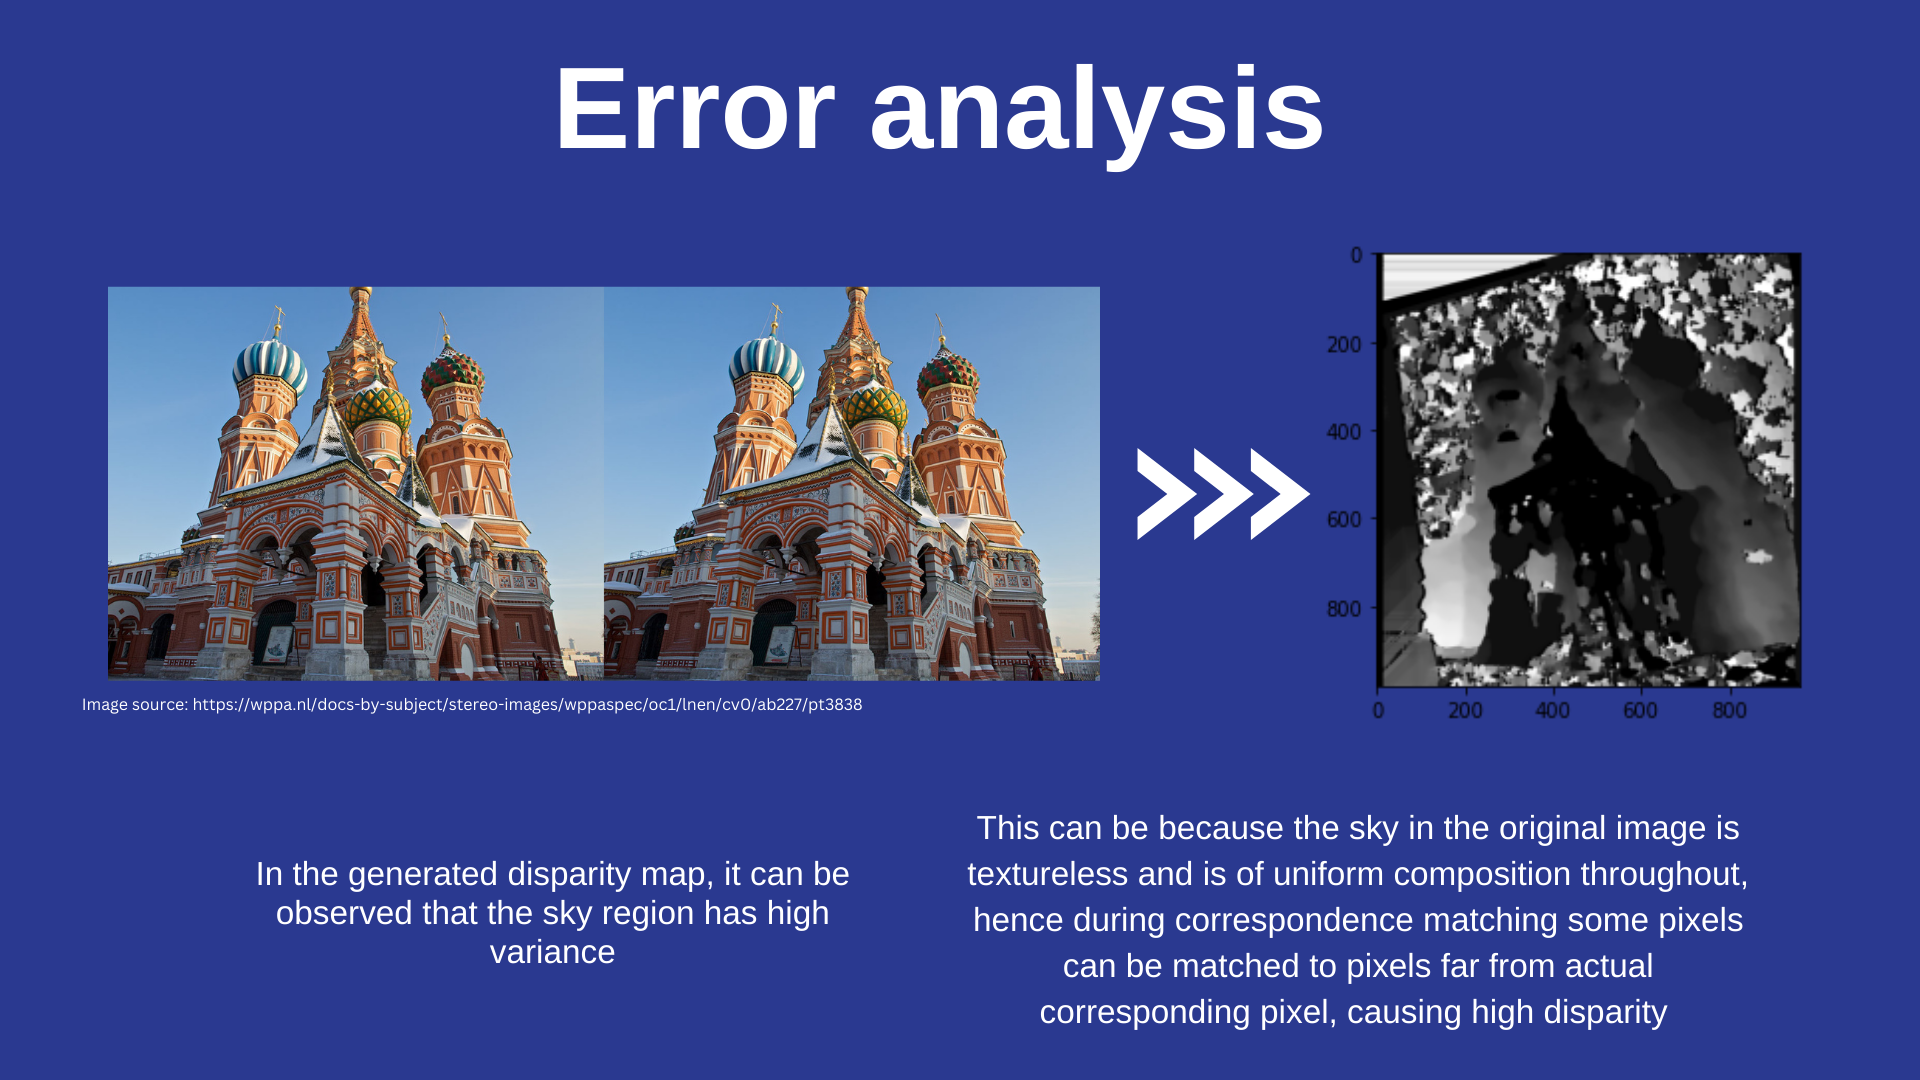 Error analysis
0
200
400
600
800
0 200 400 600 800
Image source: https://wppa.nl/docs-by-subject/stereo-images/wppaspec/oc1/lnen/cv0/ab227/pt3838
In the generated disparity map, it can be
observed that the sky region has high
variance
This can be because the sky in the original image is
textureless and is of uniform composition throughout,
hence during correspondence matching some pixels
can be matched to pixels far from actual
corresponding pixel, causing high disparity